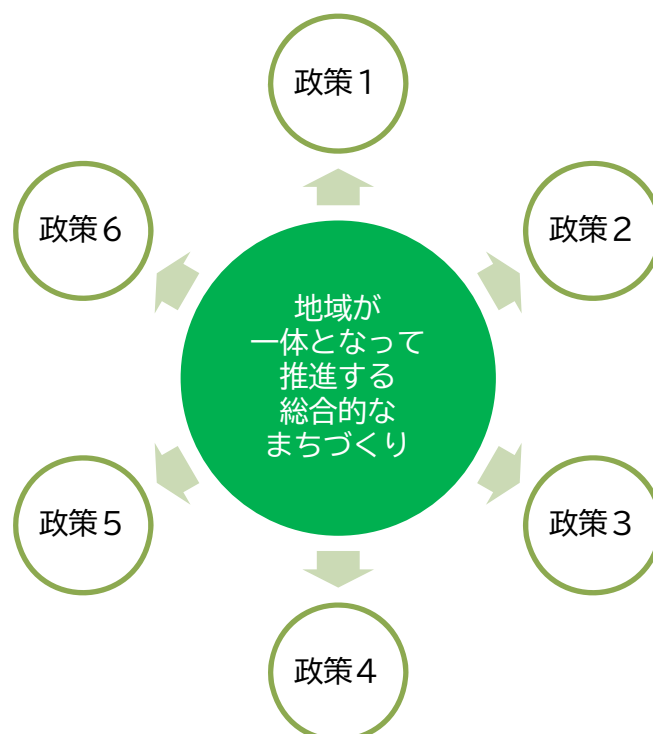 政策１
政策６
政策２
地域が
一体となって
推進する
総合的な
まちづくり
政策５
政策３
政策４